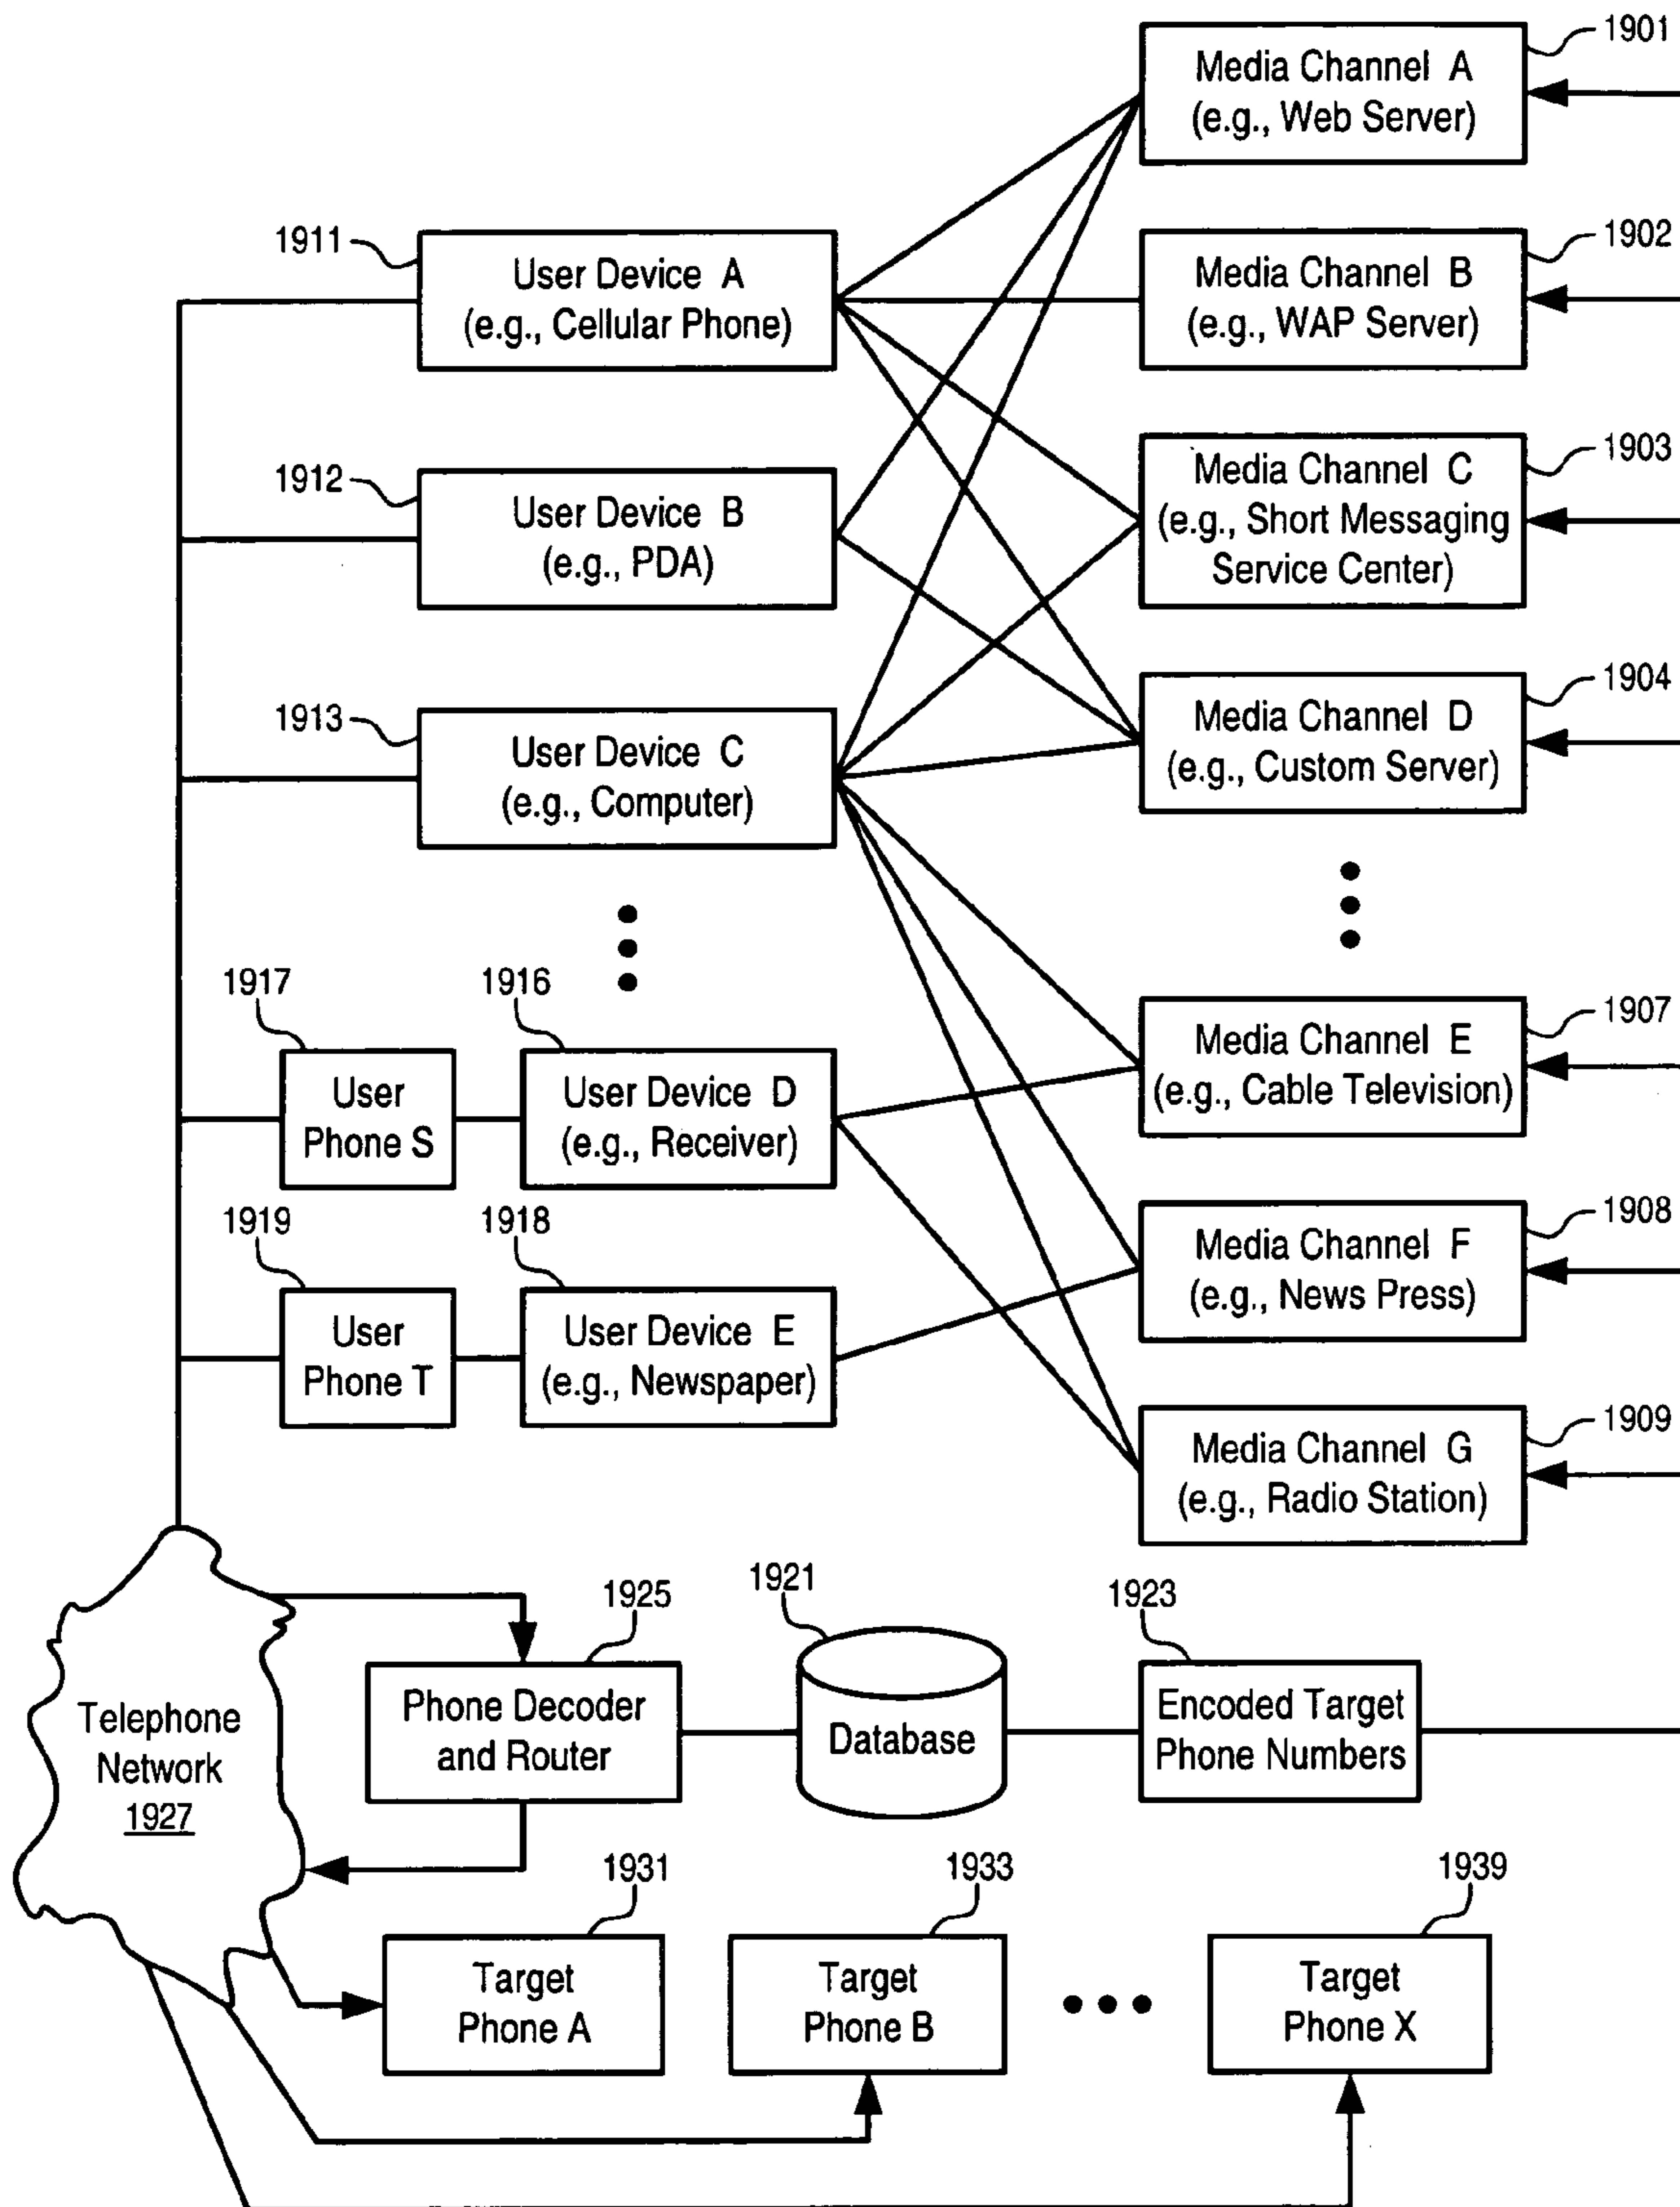 1901
Media Channel A
(e.g., Web Server)
1911
User Device A
(e.g., Cellular Phone)
1902
Media Channel B
(e.g., WAP Server)
1912
User Device B
(e.g., PDA)
1903
Media Channel C
(e.g., Short Messaging
Service Center)
1913
User Device C
(e.g., Computer)
1904
Media Channel D
(e.g., Custom Server)
1917
User
Phone S
1916
User Device D
(e.g., Receiver)
1907
Media Channel E
(e.g., Cable Television)
1919
User
Phone T
1918
User Device E
(e.g., Newspaper)
1908
Media Channel F
(e.g., News Press)
1909
Media Channel G
(e.g., Radio Station)
Telephone
Network
1927
1925
Phone Decoder
and Router
1921
Database
1923
Encoded Target
Phone Numbers
1931
Target
Phone A
1933
Target
Phone B
1939
Target
Phone X